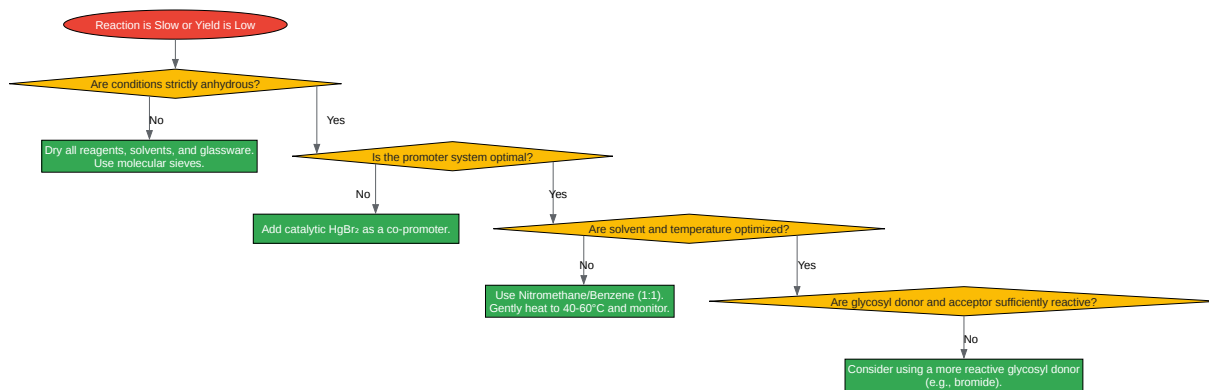 Reaction is Slow or Yield is Low
Are conditions strictly anhydrous?
No
Yes
Dry all reagents, solvents, and glassware.
Use molecular sieves.
Is the promoter system optimal?
No
Yes
Add catalytic HgBr₂ as a co-promoter.
Are solvent and temperature optimized?
No
Yes
Use Nitromethane/Benzene (1:1).
Gently heat to 40-60°C and monitor.
Are glycosyl donor and acceptor sufficiently reactive?
No
Consider using a more reactive glycosyl donor
(e.g., bromide).